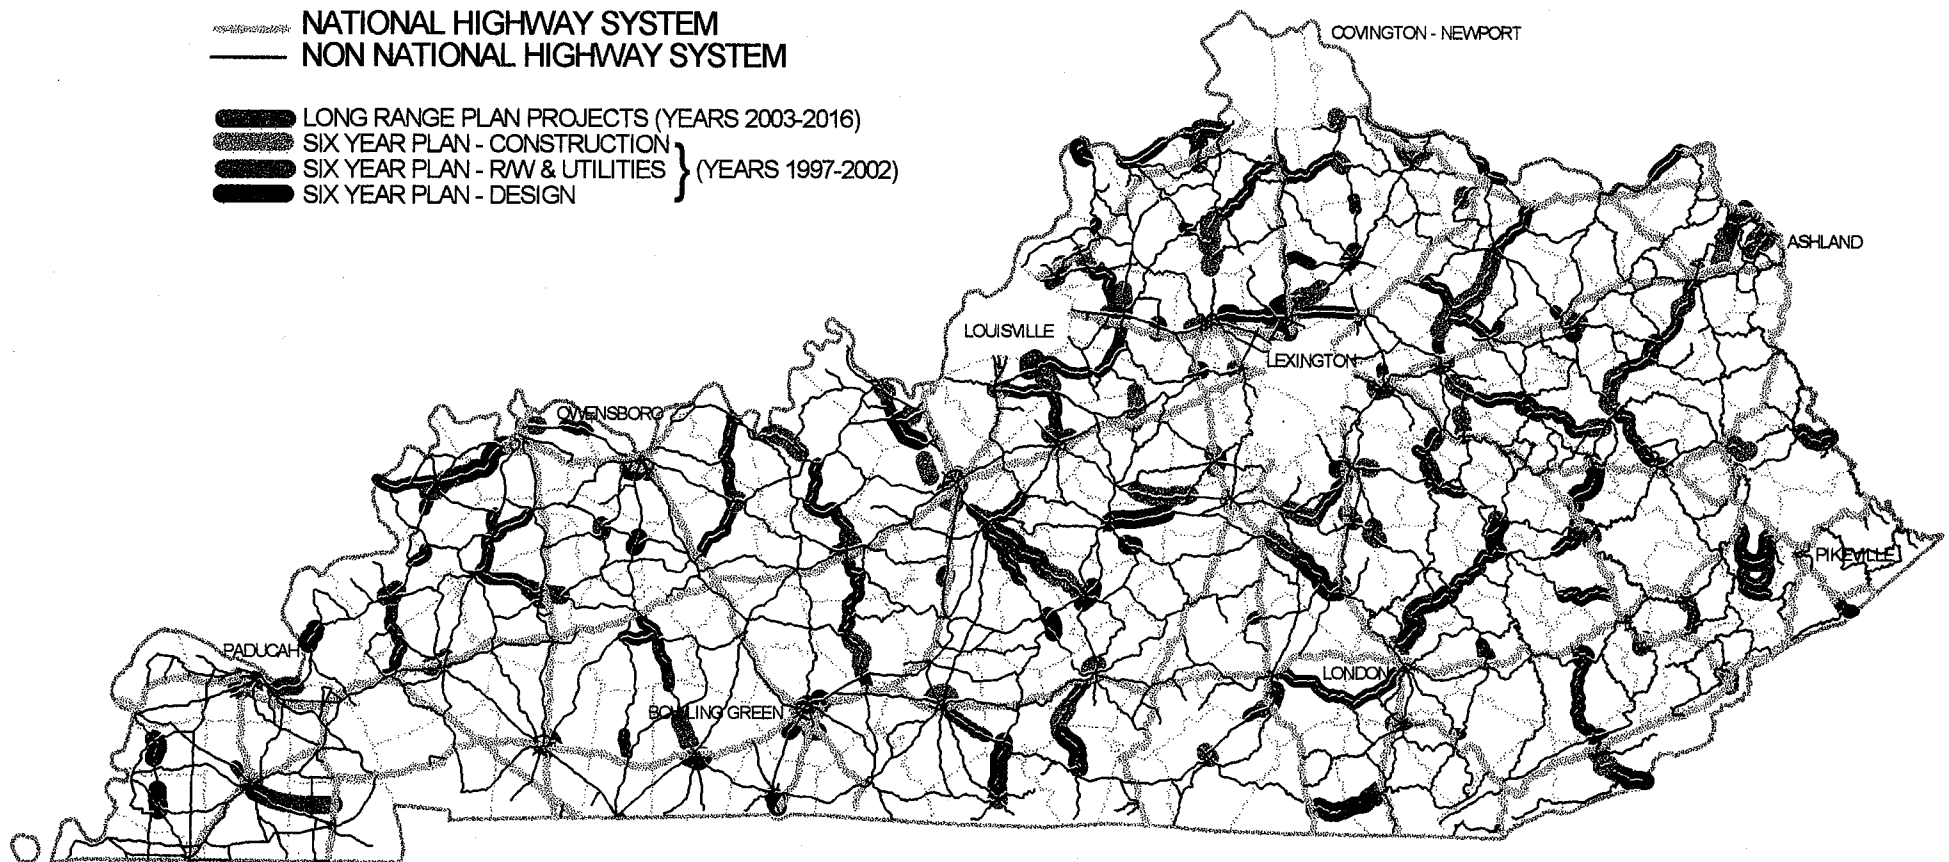 NATIONAL HIGHWAY SYSTEM
NON NATIONAL HIGHWAY SYSTEM
LONG RANGE PLAN PROJECTS (YEARS 2003-2016)
SIX YEAR PLAN - CONSTRUCTION
SIX YEAR PLAN - R/W & UTILITIES } (YEARS 1997-2002)
SIX YEAR PLAN - DESIGN
COVINGTON - NEWPORT
ASHLAND
LOUISVILLE
LEXINGTON
OWENSBORO
PIKEVILLE
PADUCAH
LONDON
BOWLING GREEN